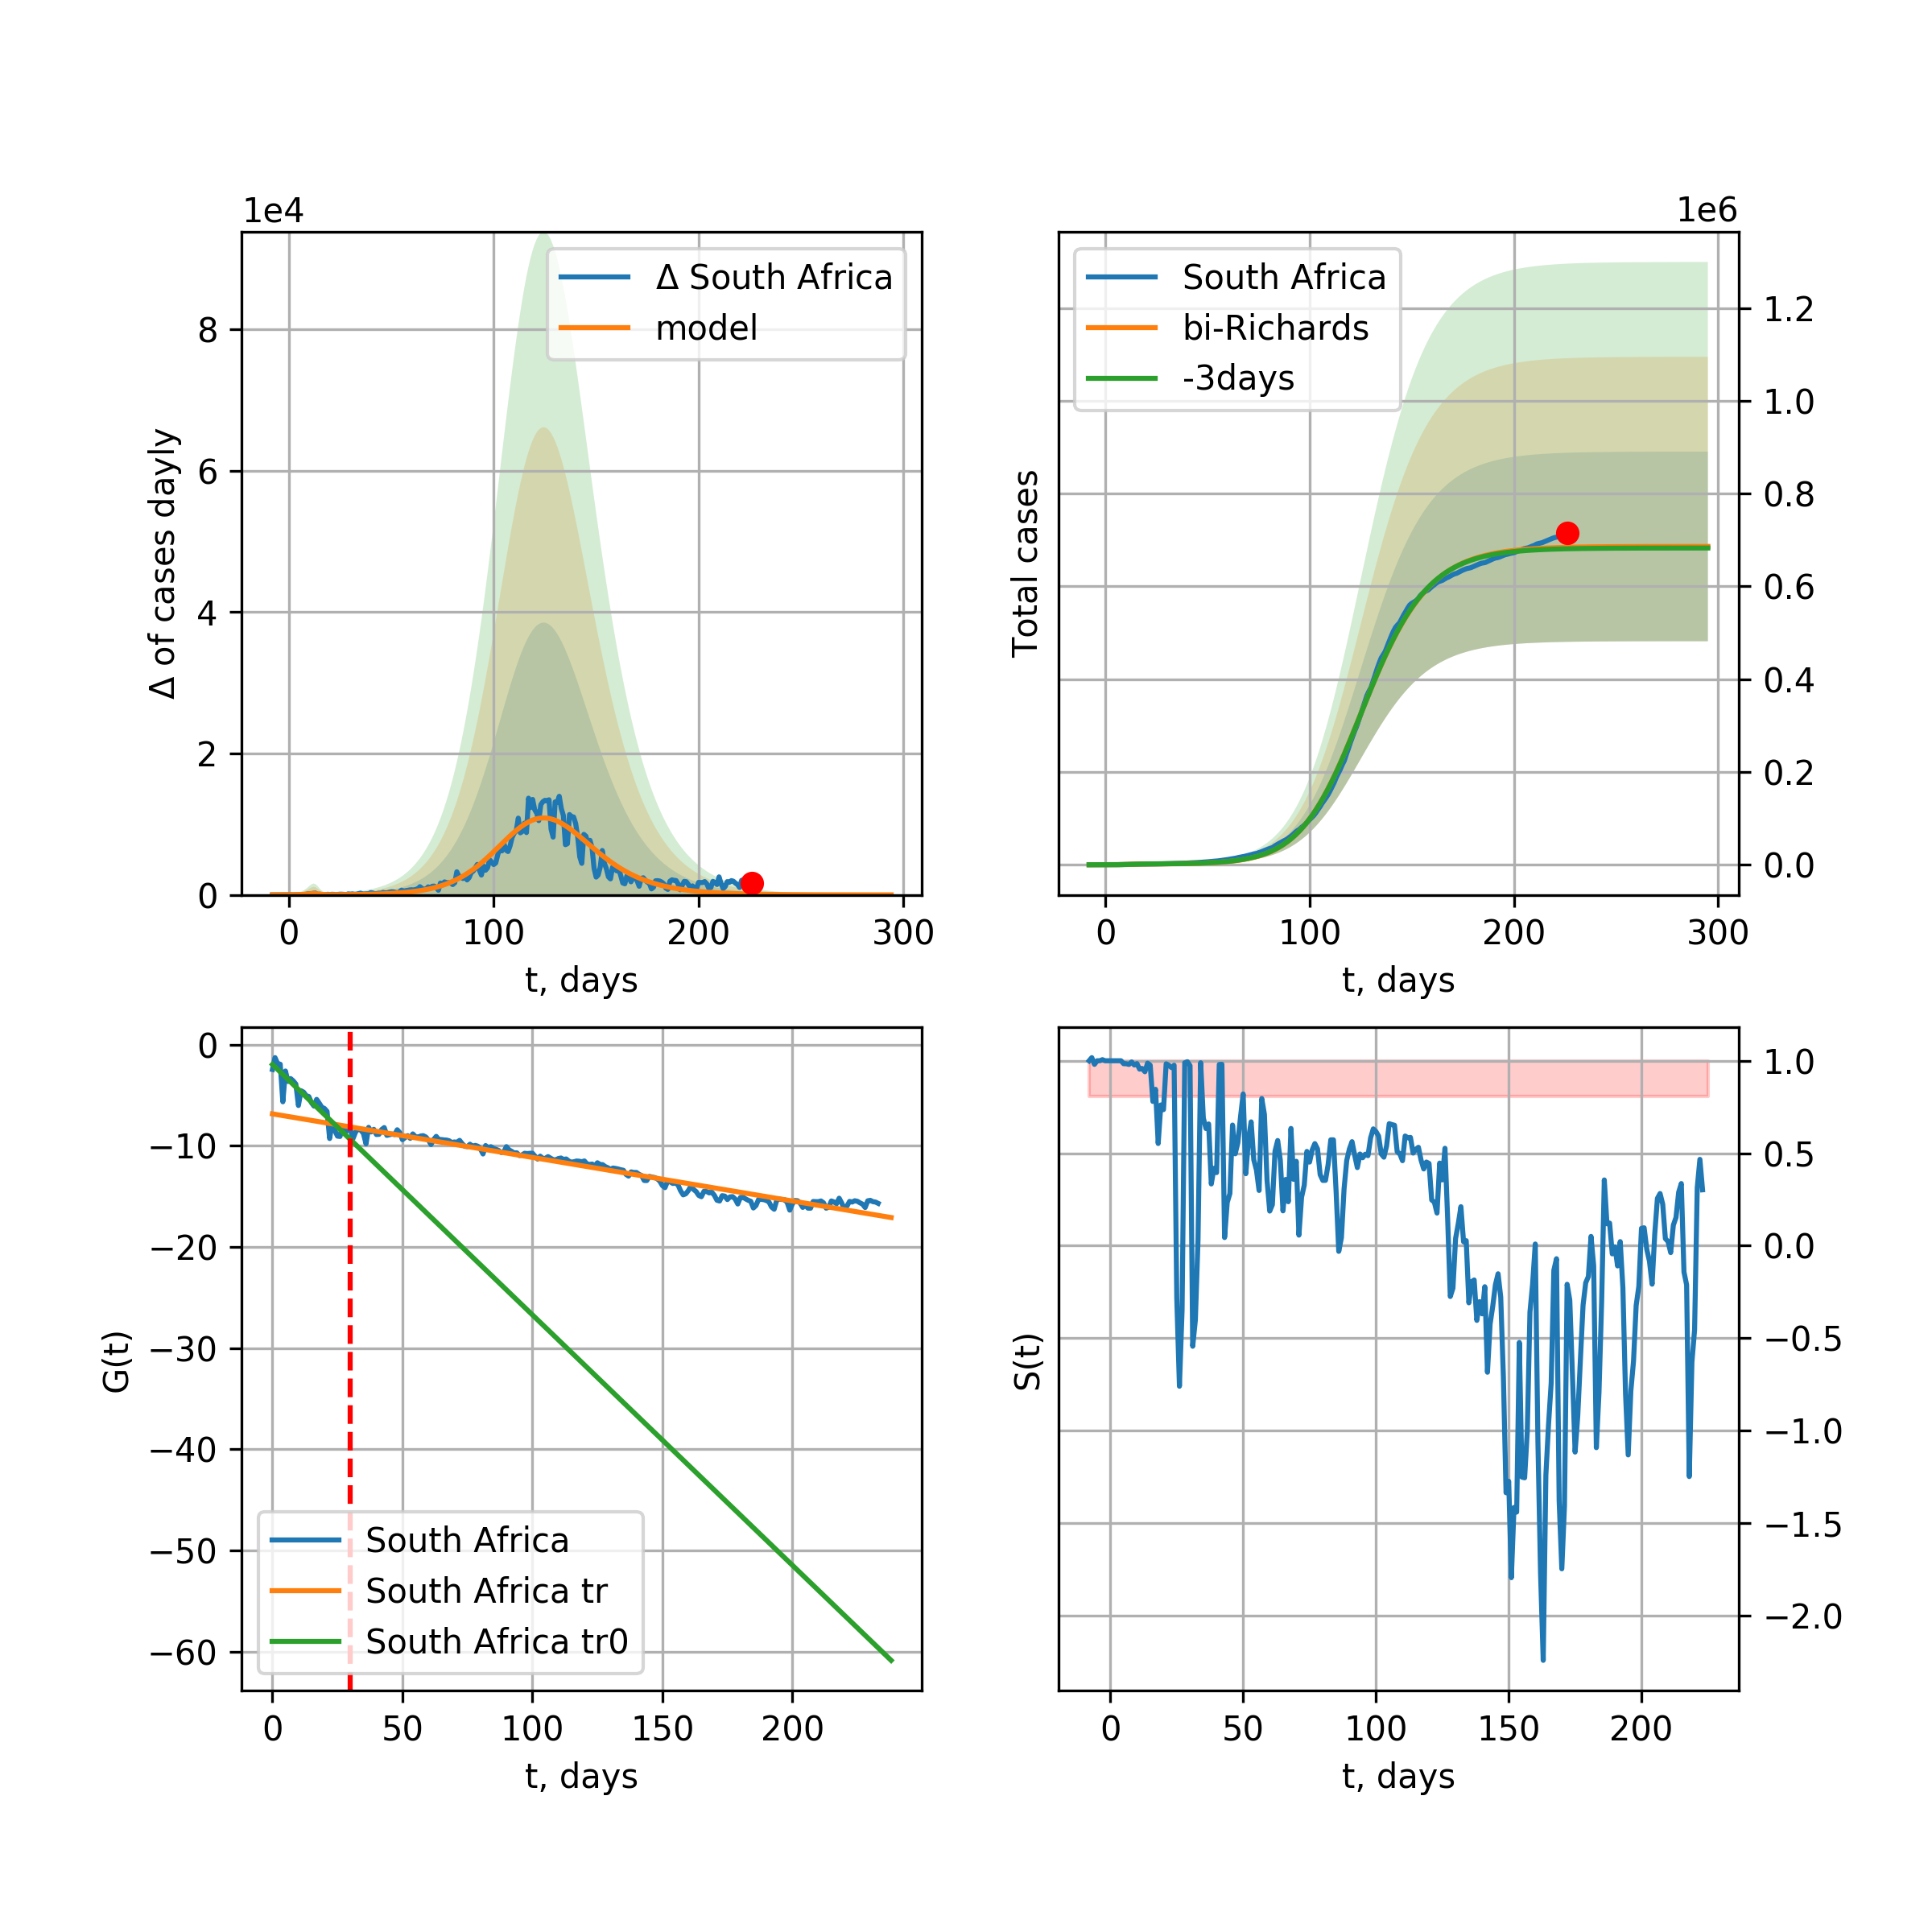 1e4
Δ of cases dayly
8
6
4
2
0
0 100 200 300
t, days
Δ South Africa
model
1e6
Total cases
1.2
1.0
0.8
0.6
0.4
0.2
0.0
0 100 200 300
t, days
South Africa
bi-Richards
-3days
G(t)
0
−10
−20
−30
−40
−50
−60
0 50 100 150 200
t, days
South Africa
South Africa tr
South Africa tr0
S(t)
1.0
0.5
0.0
−0.5
−1.0
−1.5
−2.0
0 50 100 150 200
t, days